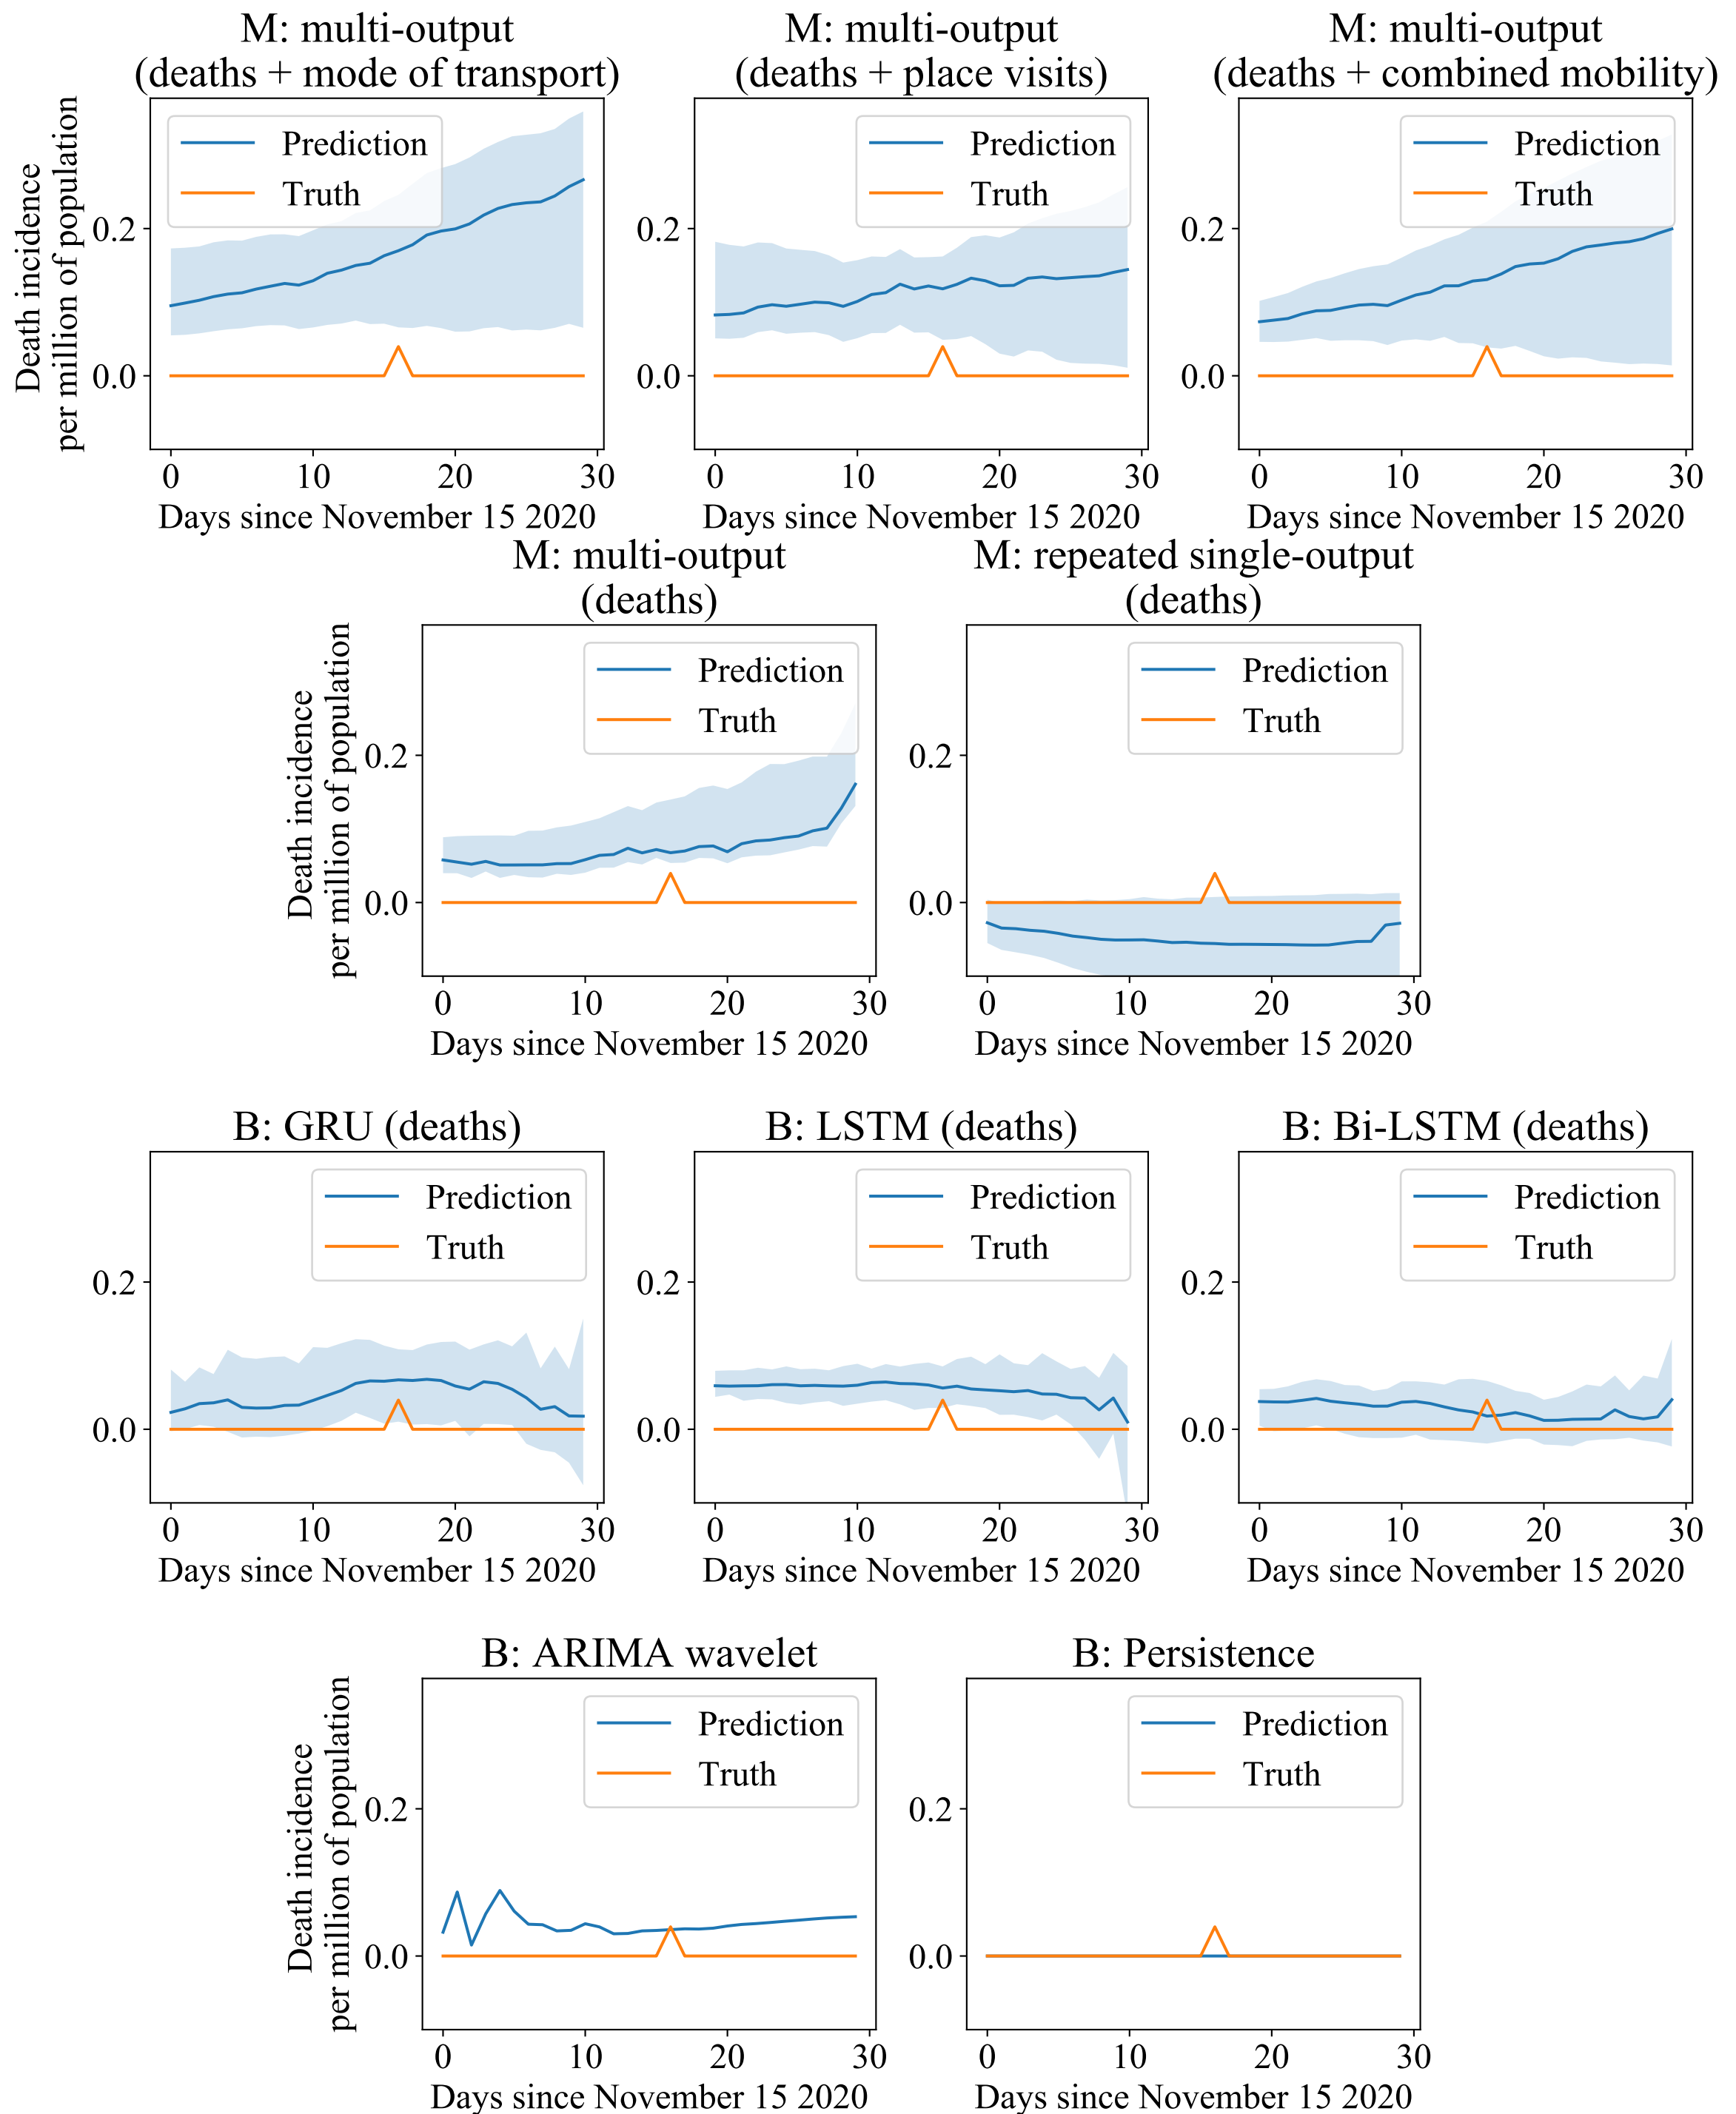 M: multi-output
(deaths + mode of transport)
M: multi-output
(deaths + place visits)
M: multi-output
(deaths + combined mobility)
Death incidence
per million of population
0.2
0.0
Prediction
Truth
0 10 20 30
Days since November 15 2020
0.2
0.0
Prediction
Truth
0 10 20 30
Days since November 15 2020
0.2
0.0
Prediction
Truth
0 10 20 30
Days since November 15 2020
M: multi-output
(deaths)
M: repeated single-output
(deaths)
Death incidence
per million of population
0.2
0.0
Prediction
Truth
0 10 20 30
Days since November 15 2020
0.2
0.0
Prediction
Truth
0 10 20 30
Days since November 15 2020
B: GRU (deaths)
0.2
0.0
Prediction
Truth
0 10 20 30
Days since November 15 2020
B: LSTM (deaths)
0.2
0.0
Prediction
Truth
0 10 20 30
Days since November 15 2020
B: Bi-LSTM (deaths)
0.2
0.0
Prediction
Truth
0 10 20 30
Days since November 15 2020
B: ARIMA wavelet
Death incidence
per million of population
0.2
0.0
Prediction
Truth
0 10 20 30
Days since November 15 2020
B: Persistence
0.2
0.0
Prediction
Truth
0 10 20 30
Days since November 15 2020